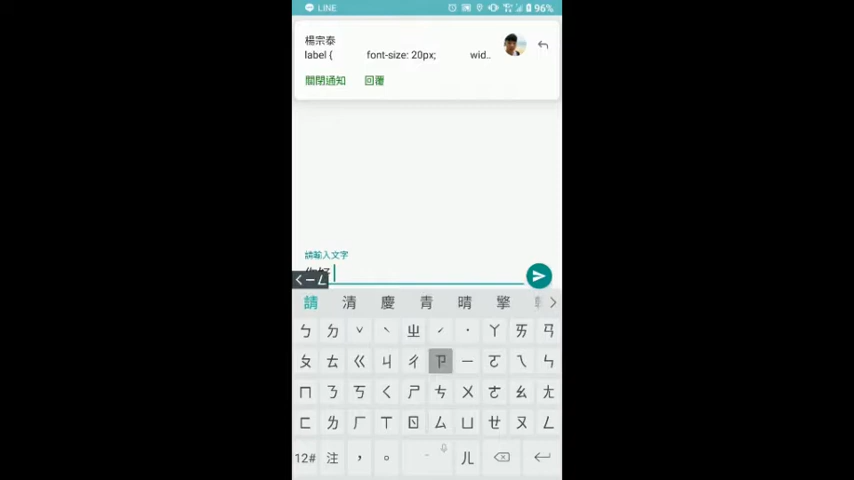 LINE 96%
楊宗泰
label { font-size: 20px; wid..
關閉通知 回覆
請輸入文字
ㄑㄧㄥ
請 清 慶 青 晴 擎
ㄅ ㄉ ˇ ˋ ㄓ ˊ ˙ ㄚ ㄞ ㄢ
ㄆ ㄊ ㄍ ㄐ ㄔ ㄗ ㄧ ㄛ ㄟ ㄣ
ㄇ ㄋ ㄎ ㄑ ㄕ ㄘ ㄨ ㄜ ㄠ ㄤ
ㄈ ㄌ ㄏ ㄒ ㄖ ㄙ ㄩ ㄝ ㄡ ㄥ
12# 注 , 。 ㄦ